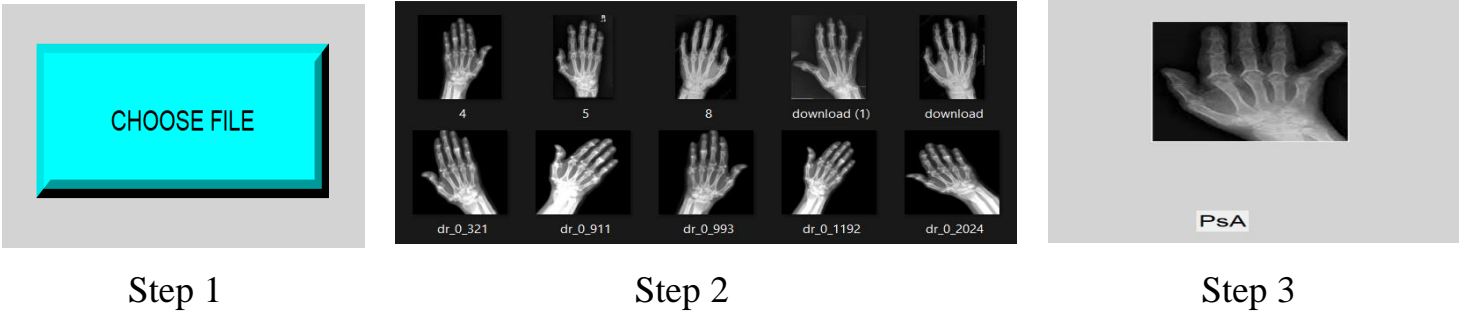 CHOOSE FILE
4 5 8 download (1) download
dr_0_321 dr_0_911 dr_0_993 dr_0_1192 dr_0_2024
PsA
Step 1 Step 2 Step 3